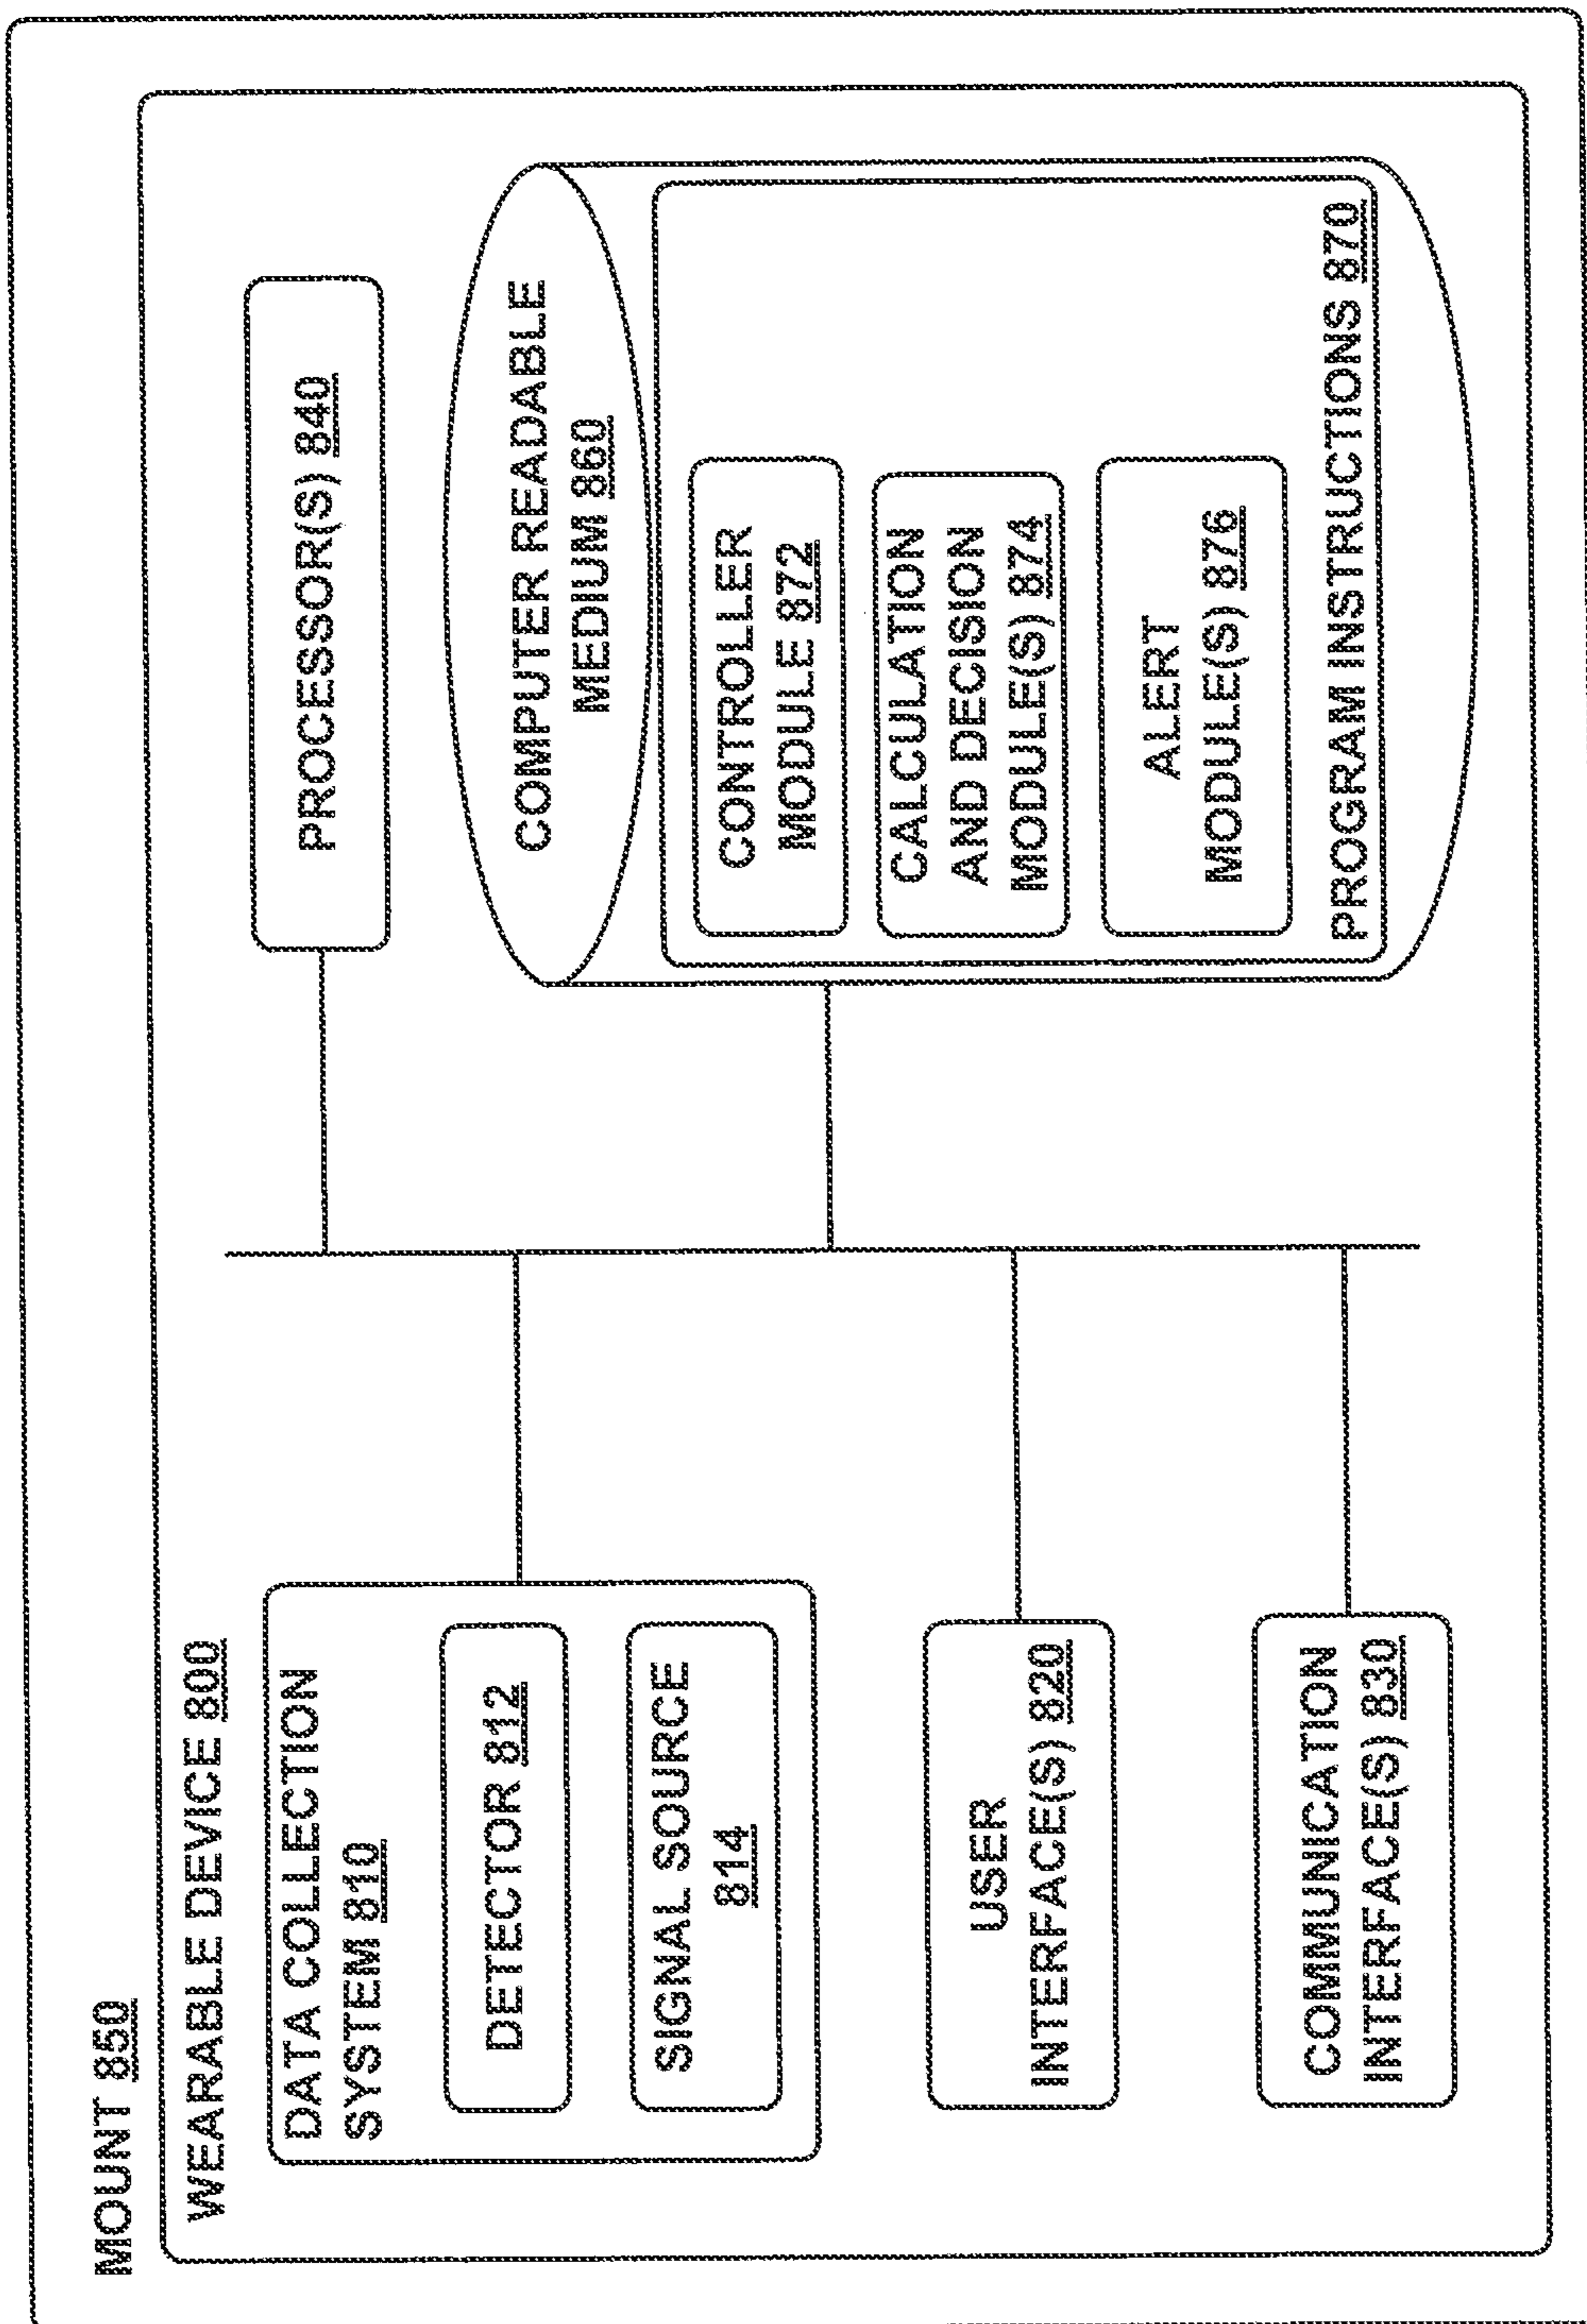 MOUNT 850
WEARABLE DEVICE 800
DATA COLLECTION
SYSTEM 810
DETECTOR 812
SIGNAL SOURCE
814
USER
INTERFACE(S) 820
COMMUNICATION
INTERFACE(S) 830
PROCESSOR(S) 840
COMPUTER READABLE
MEDIUM 860
CONTROLLER
MODULE 872
CALCULATION
AND DECISION
MODULE(S) 874
ALERT
MODULE(S) 876
PROGRAM INSTRUCTIONS 870